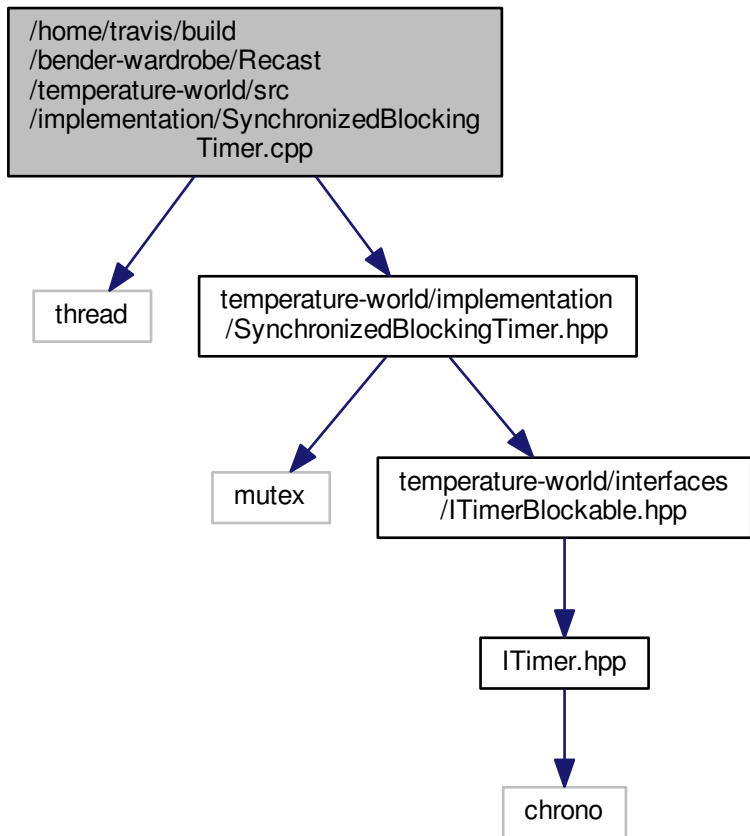 /home/travis/build
/bender-wardrobe/Recast
/temperature-world/src
/implementation/SynchronizedBlocking
Timer.cpp
thread
temperature-world/implementation
/SynchronizedBlockingTimer.hpp
mutex
temperature-world/interfaces
/ITimerBlockable.hpp
ITimer.hpp
chrono